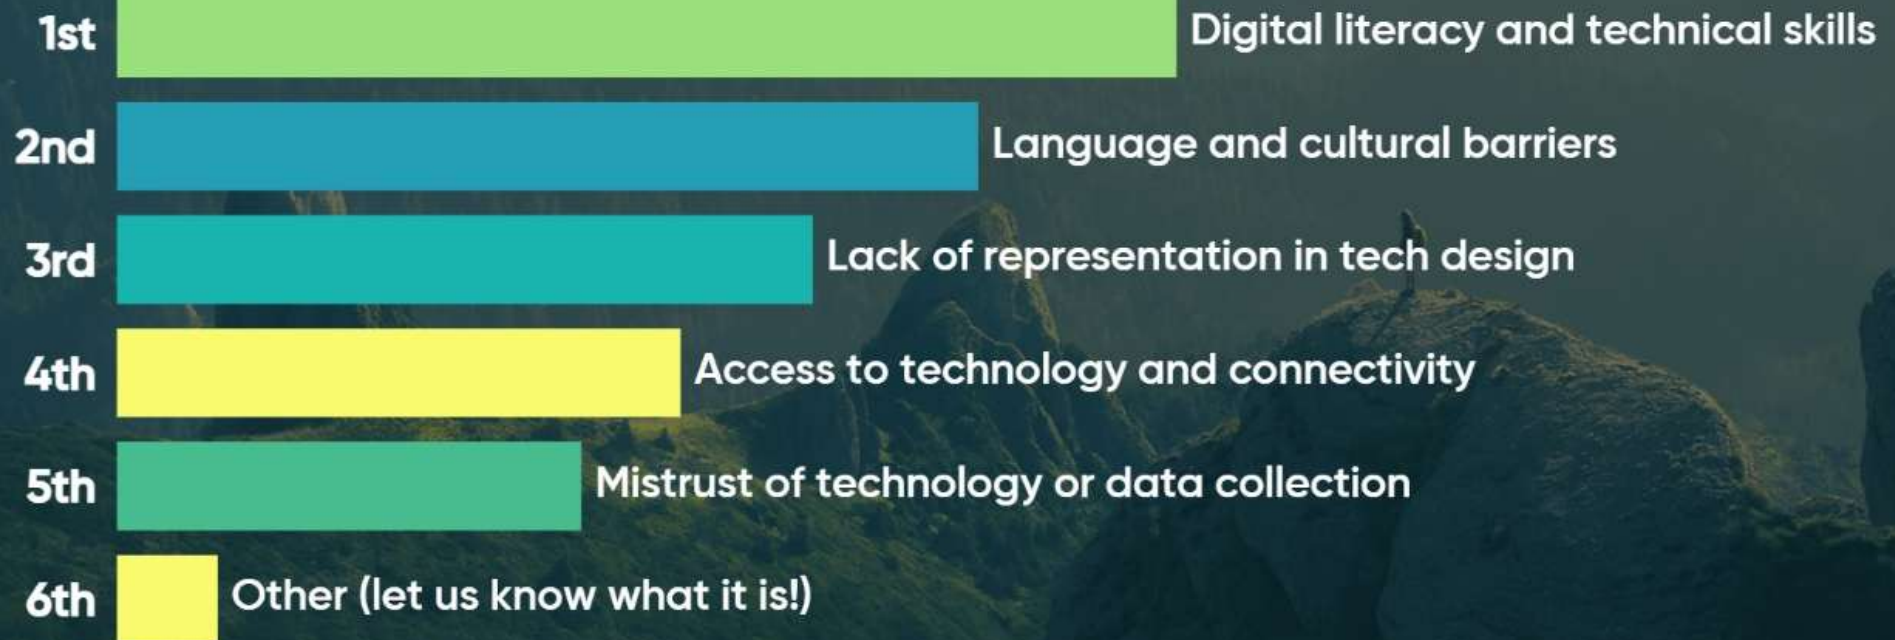 1st Digital literacy and technical skills
2nd Language and cultural barriers
3rd Lack of representation in tech design
4th Access to technology and connectivity
5th Mistrust of technology or data collection
6th Other (let us know what it is!)